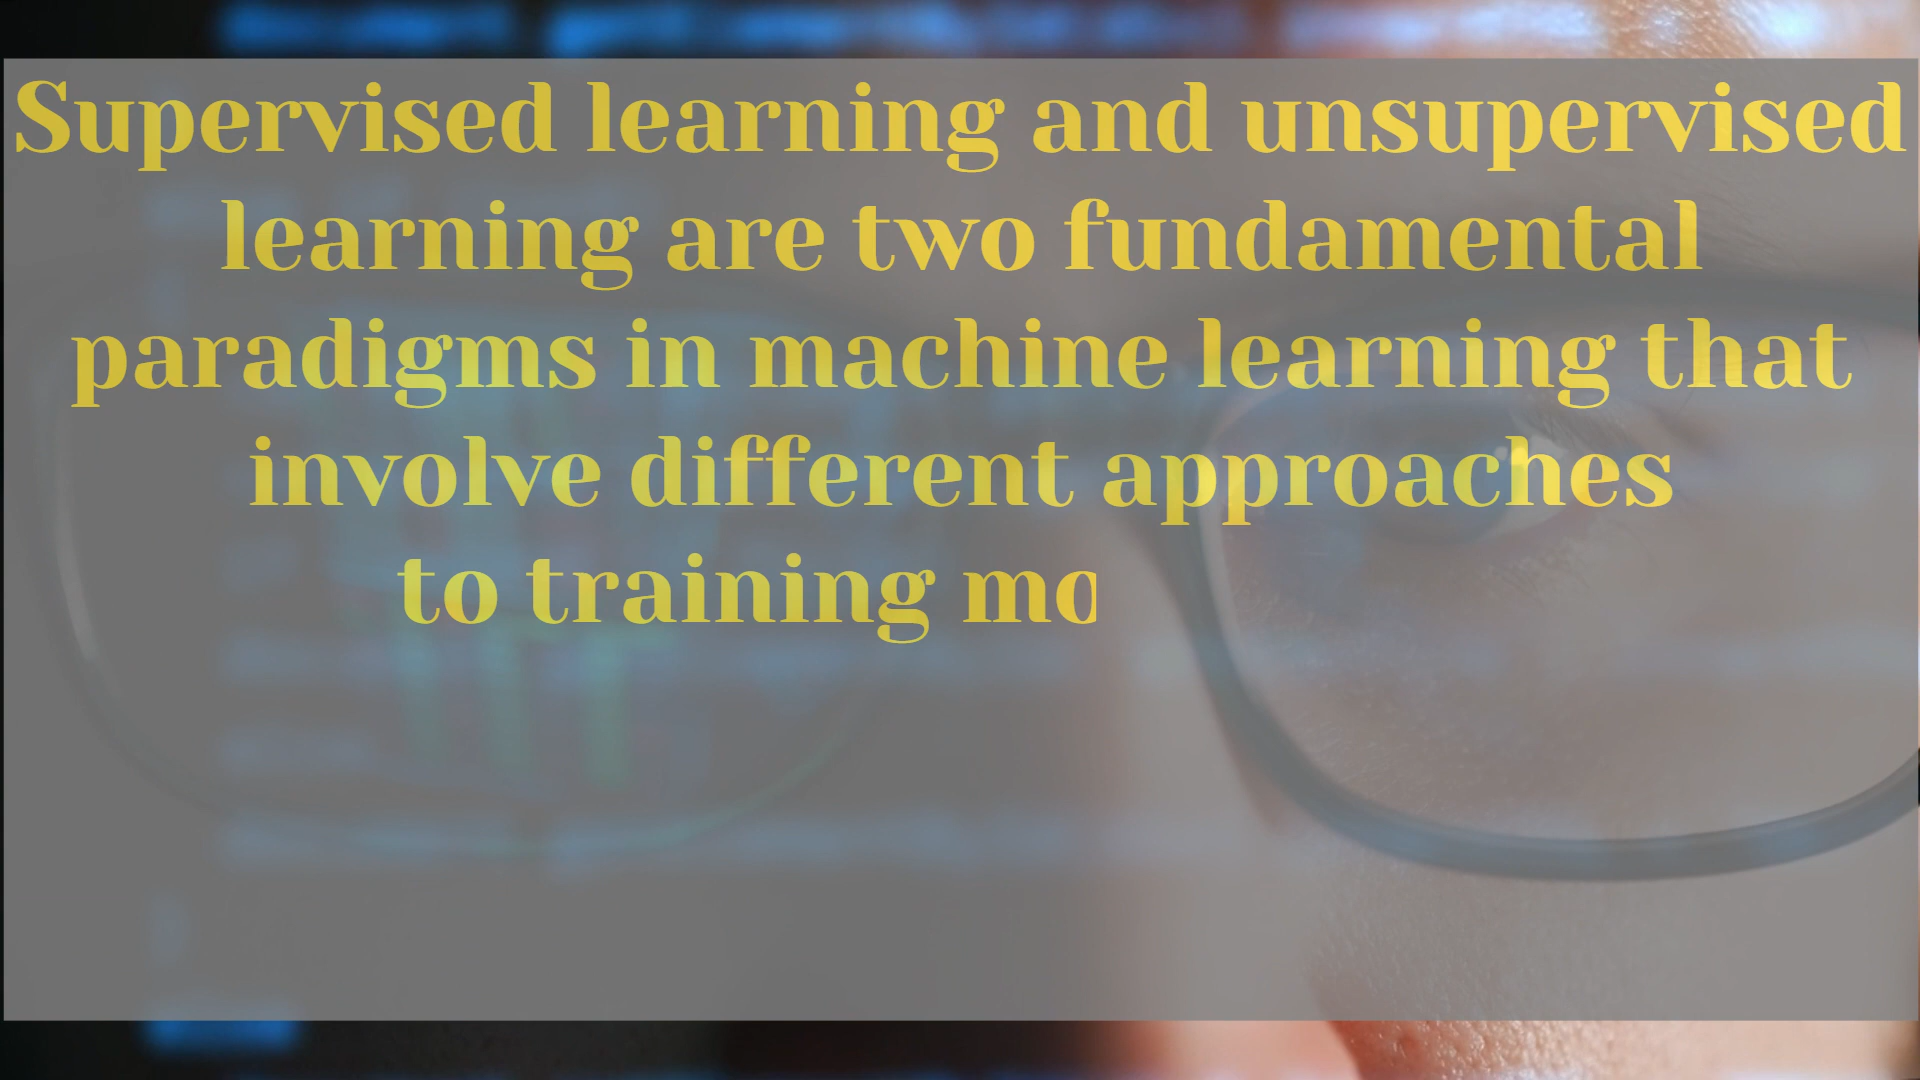 Supervised learning and unsupervised
learning are two fundamental
paradigms in machine learning that
involve different approaches
to training mo